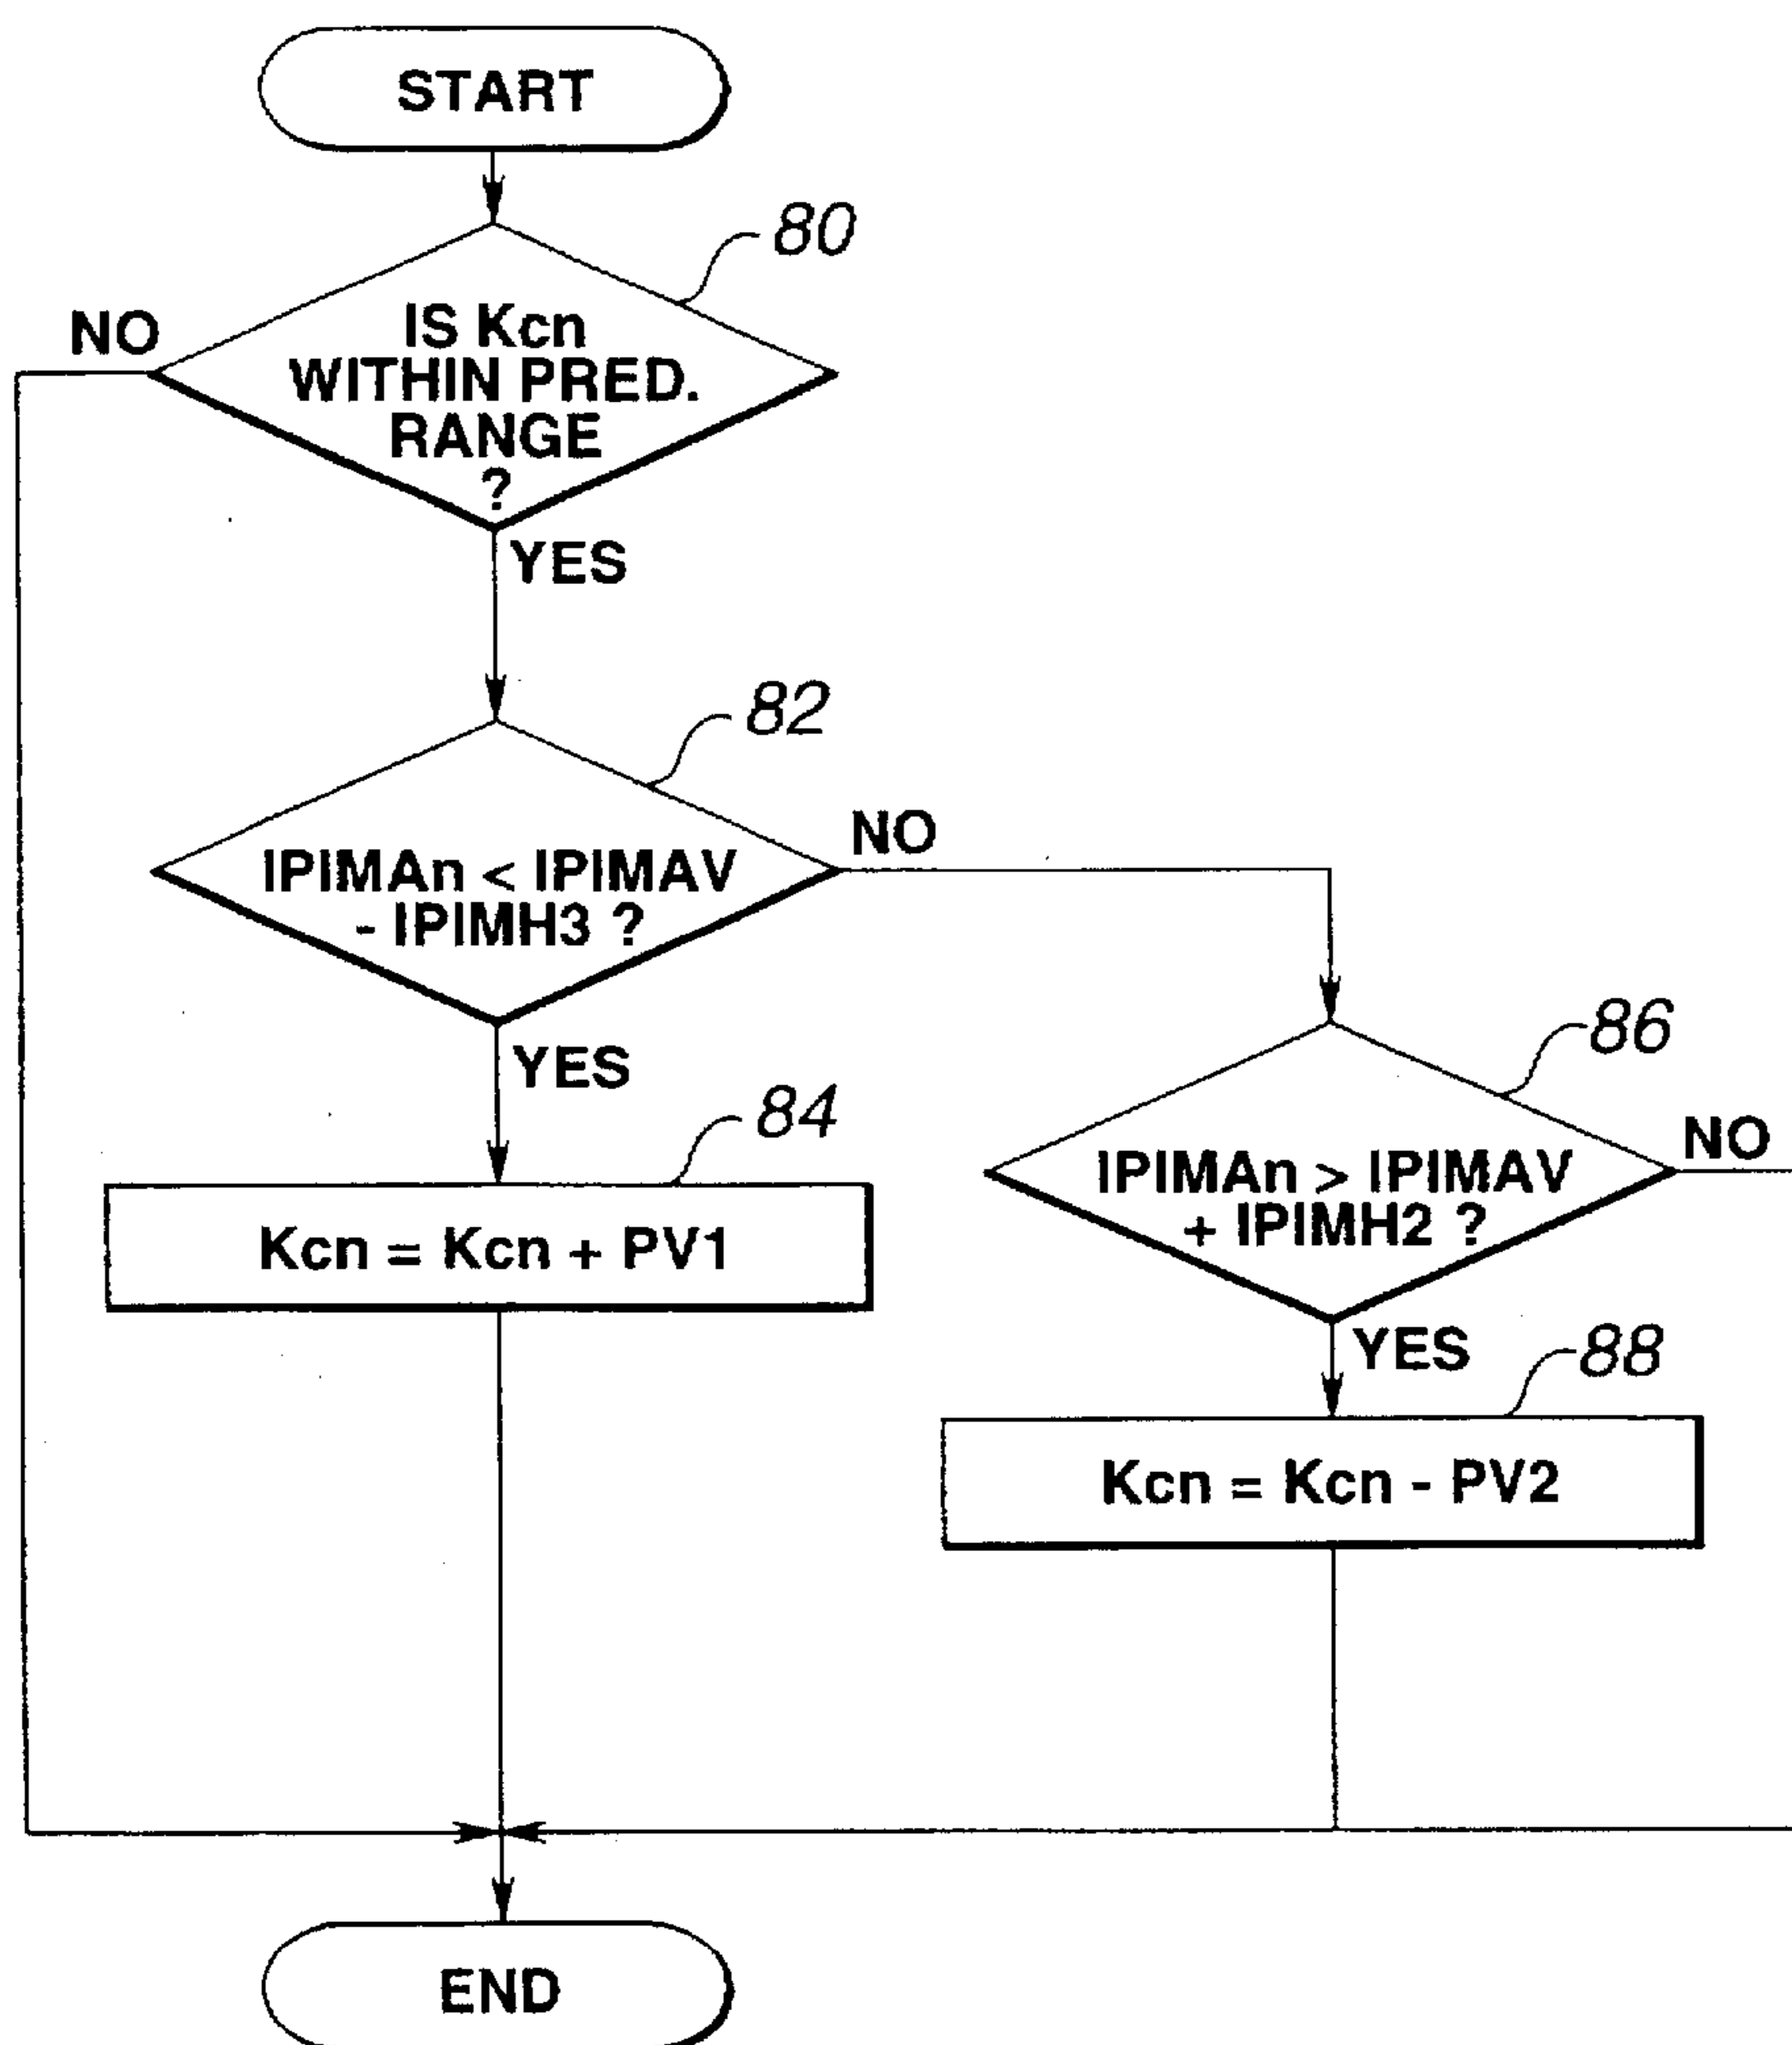 START
80
NO
IS Kcn
WITHIN PRED.
RANGE
?
YES
82
NO
IPIMAn < IPIMAV
- IPIMH3 ?
YES
84
Kcn = Kcn + PV1
86
NO
IPIMAn > IPIMAV
+ IPIMH2 ?
YES
88
Kcn = Kcn - PV2
END